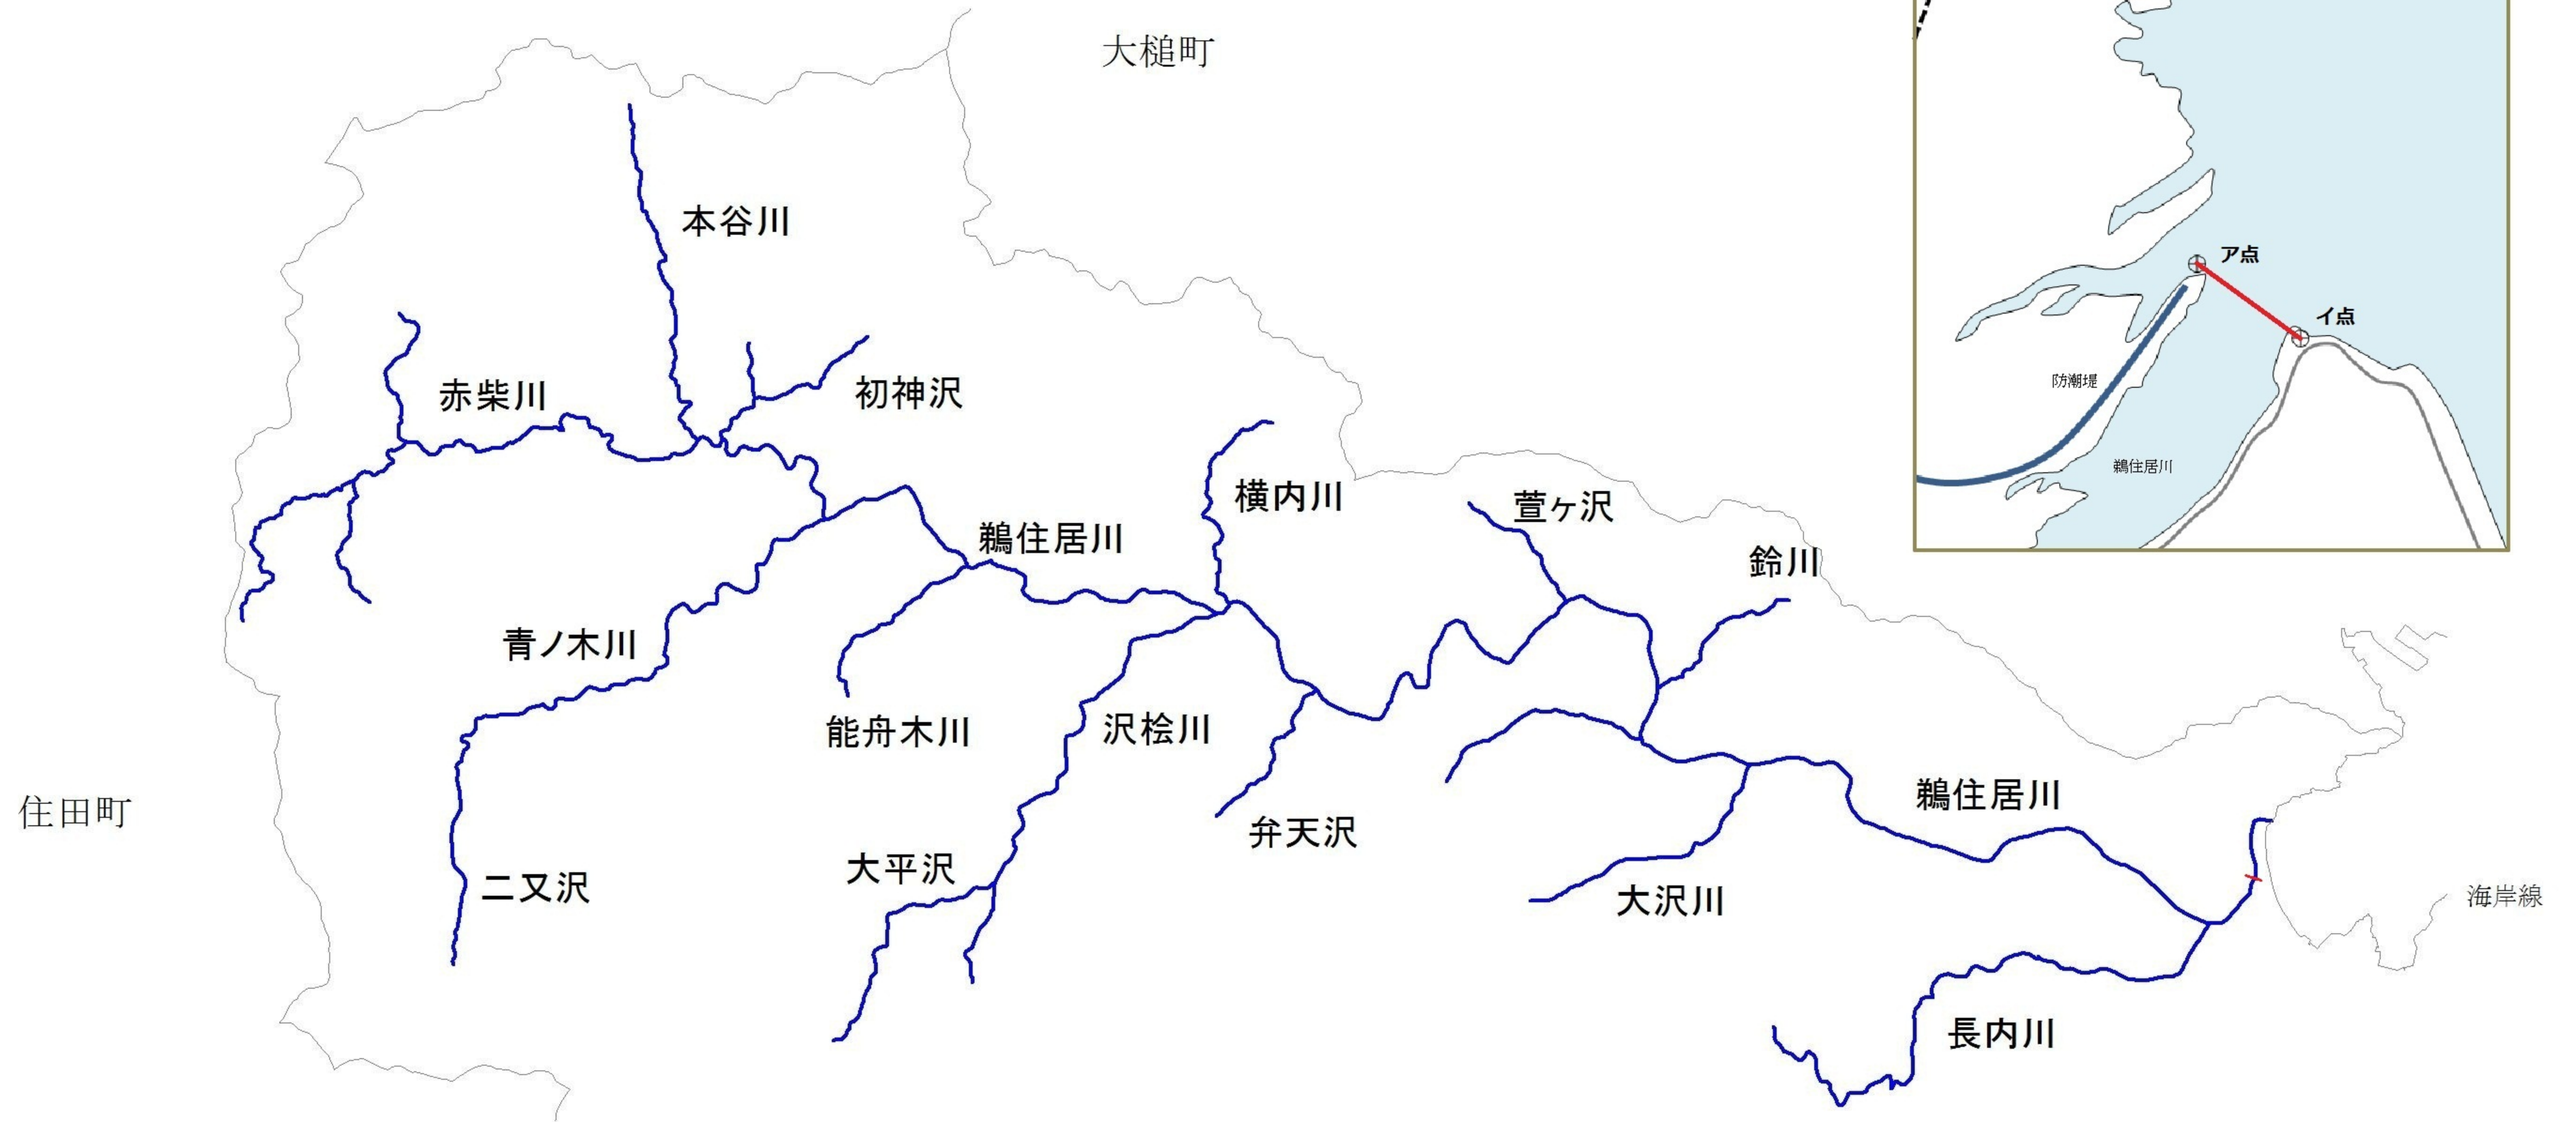 大槌町
本谷川
ア点
イ点
防潮堤
鵜住居川
赤柴川
初神沢
横内川
萱ヶ沢
鵜住居川
鈴川
青ノ木川
能舟木川
沢桧川
住田町
弁天沢
鵜住居川
大平沢
二又沢
大沢川
海岸線
長内川